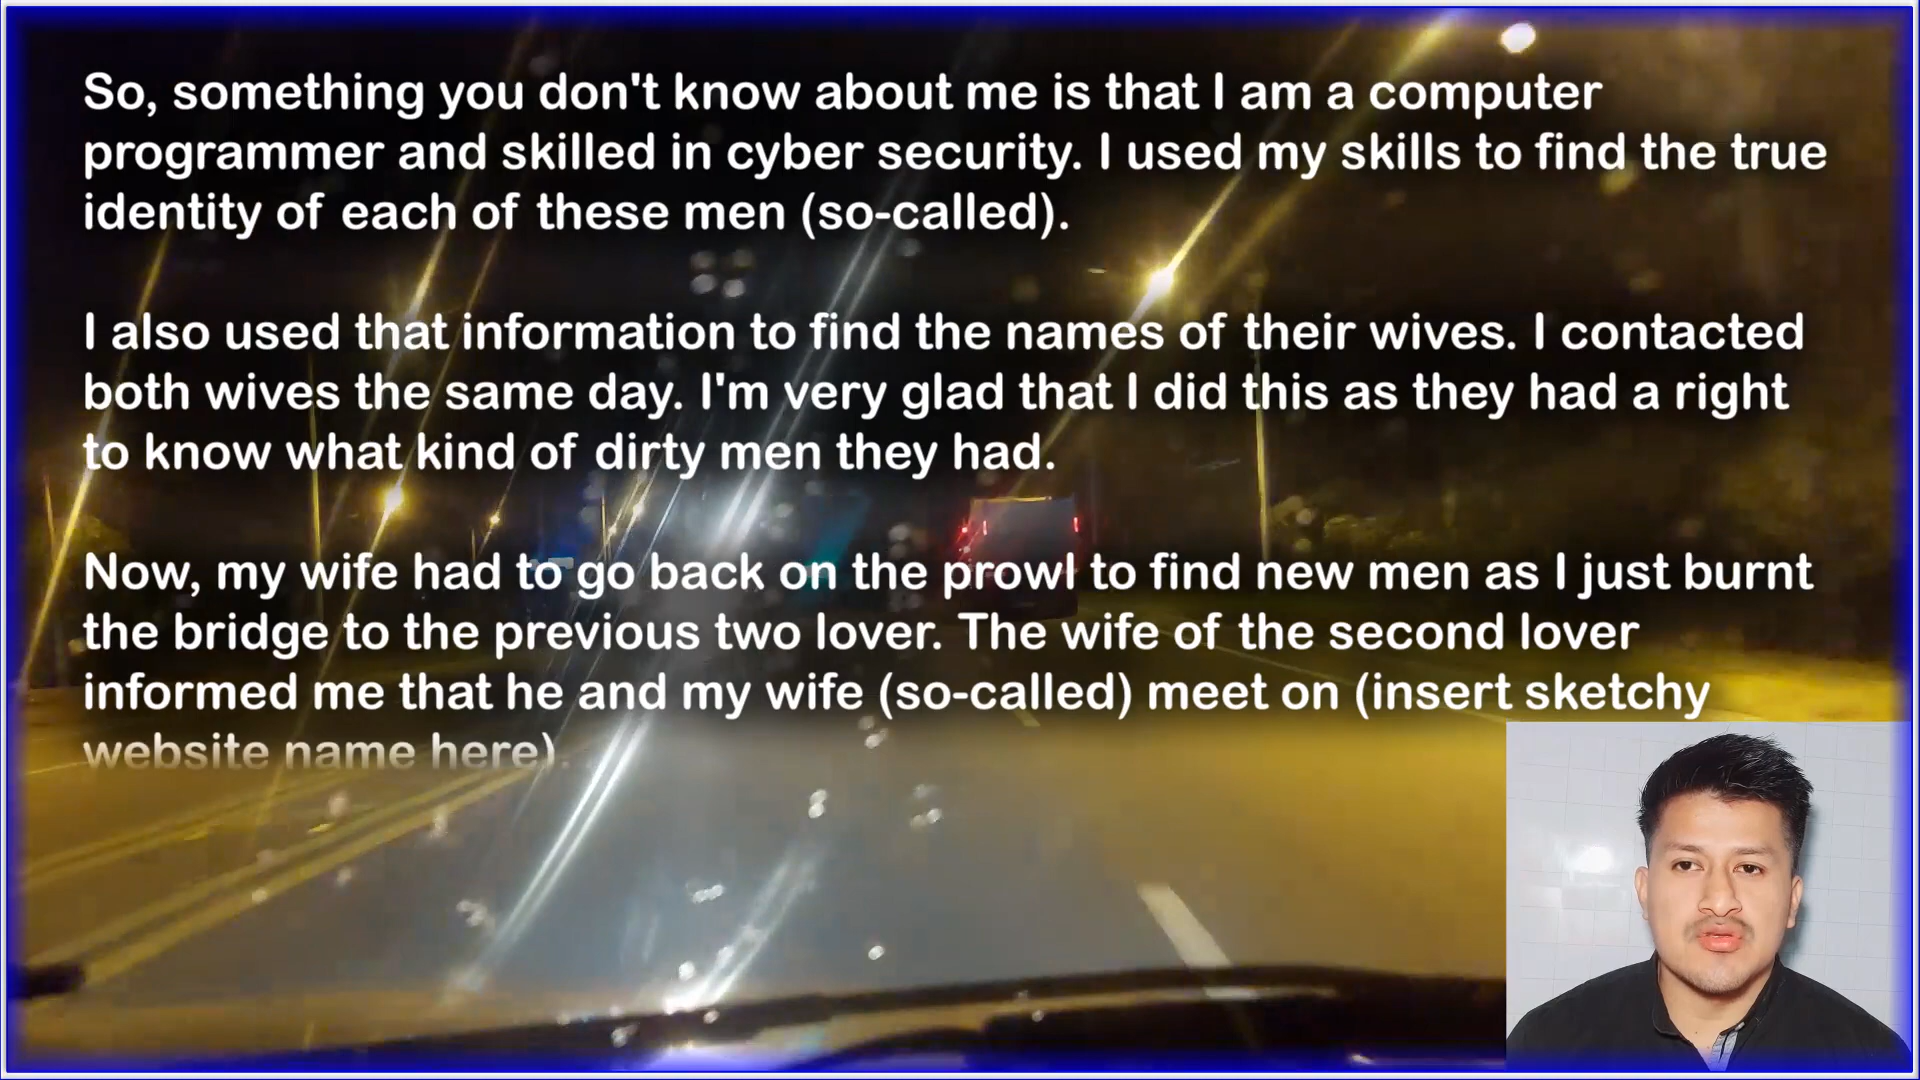 So, something you don't know about me is that I am a computer
programmer and skilled in cyber security. I used my skills to find the true
identity of each of these men (so-called).
I also used that information to find the names of their wives. I contacted
both wives the same day. I'm very glad that I did this as they had a right
to know what kind of dirty men they had.
Now, my wife had to go back on the prowl to find new men as I just burnt
the bridge to the previous two lover. The wife of the second lover
informed me that he and my wife (so-called) meet on (insert sketchy
website name here).